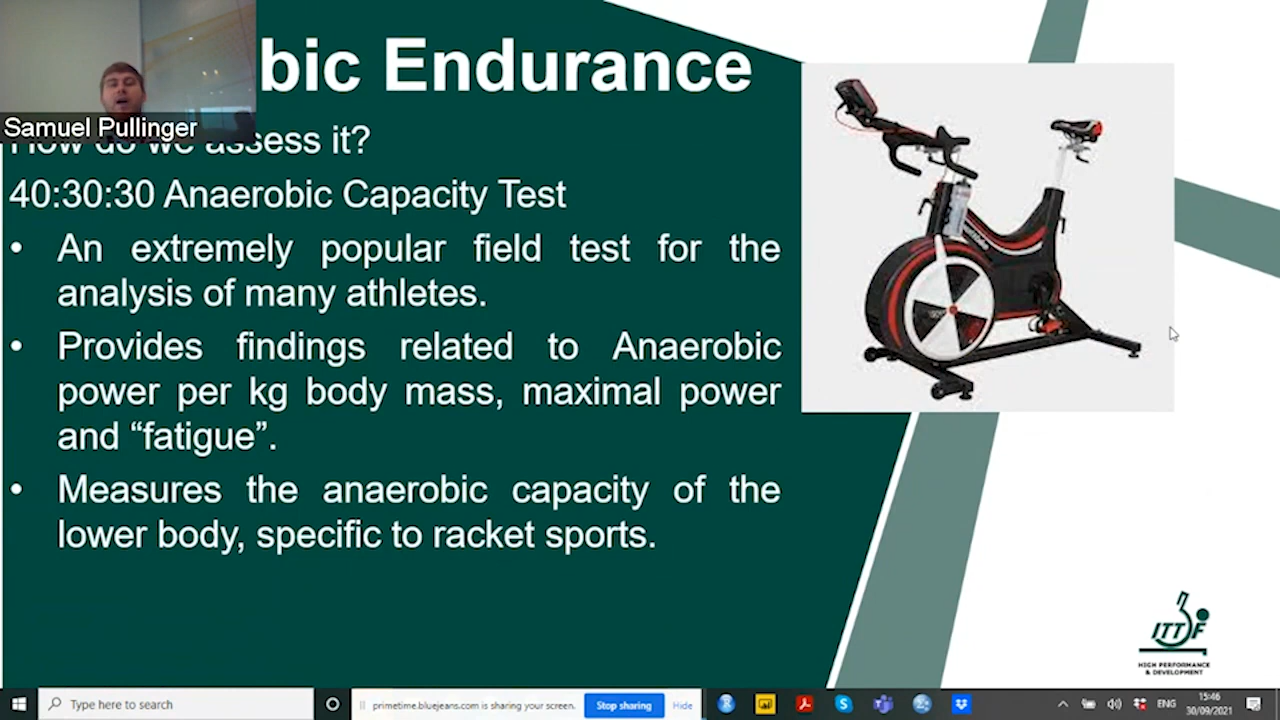 bic Endurance
Samuel Pullinger
How do we assess it?
40:30:30 Anaerobic Capacity Test
• An extremely popular field test for the
analysis of many athletes.
• Provides findings related to Anaerobic
power per kg body mass, maximal power
and “fatigue”.
• Measures the anaerobic capacity of the
lower body, specific to racket sports.
ITTF
HIGH PERFORMANCE
& DEVELOPMENT
Type here to search
primetime.bluejeans.com is sharing your screen.
Stop sharing
Hide
ENG
15:46
30/09/2021